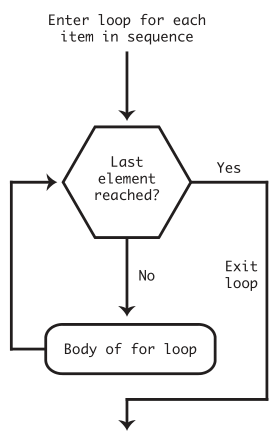 Enter loop for each
item in sequence
Last
element
reached?
Yes
No
Exit
loop
Body of for loop